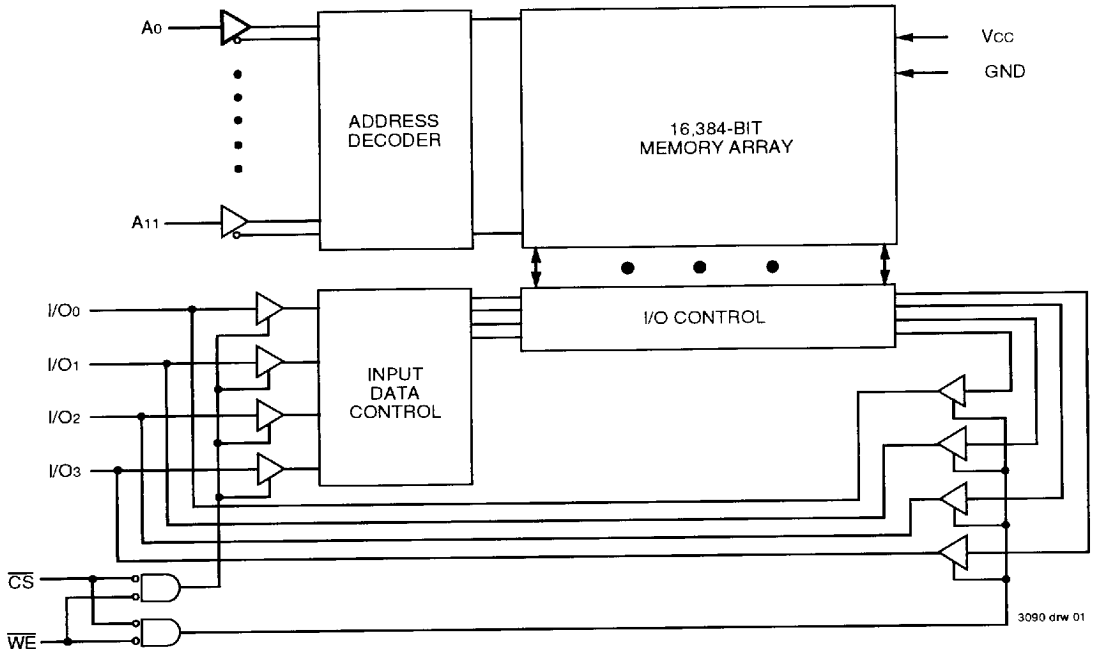 A0
VCC
GND
ADDRESS
DECODER
16,384-BIT
MEMORY ARRAY
A11
I/O0
I/O1
I/O2
I/O3
INPUT
DATA
CONTROL
I/O CONTROL
CS
WE
3090 drw 01